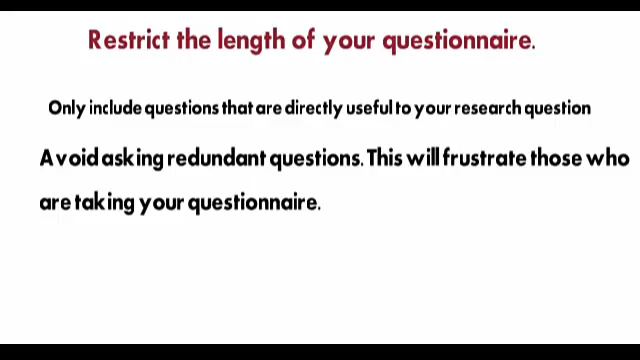 Restrict the length of your questionnaire.
Only include questions that are directly useful to your research question
Avoid asking redundant questions. This will frustrate those who
are taking your questionnaire.